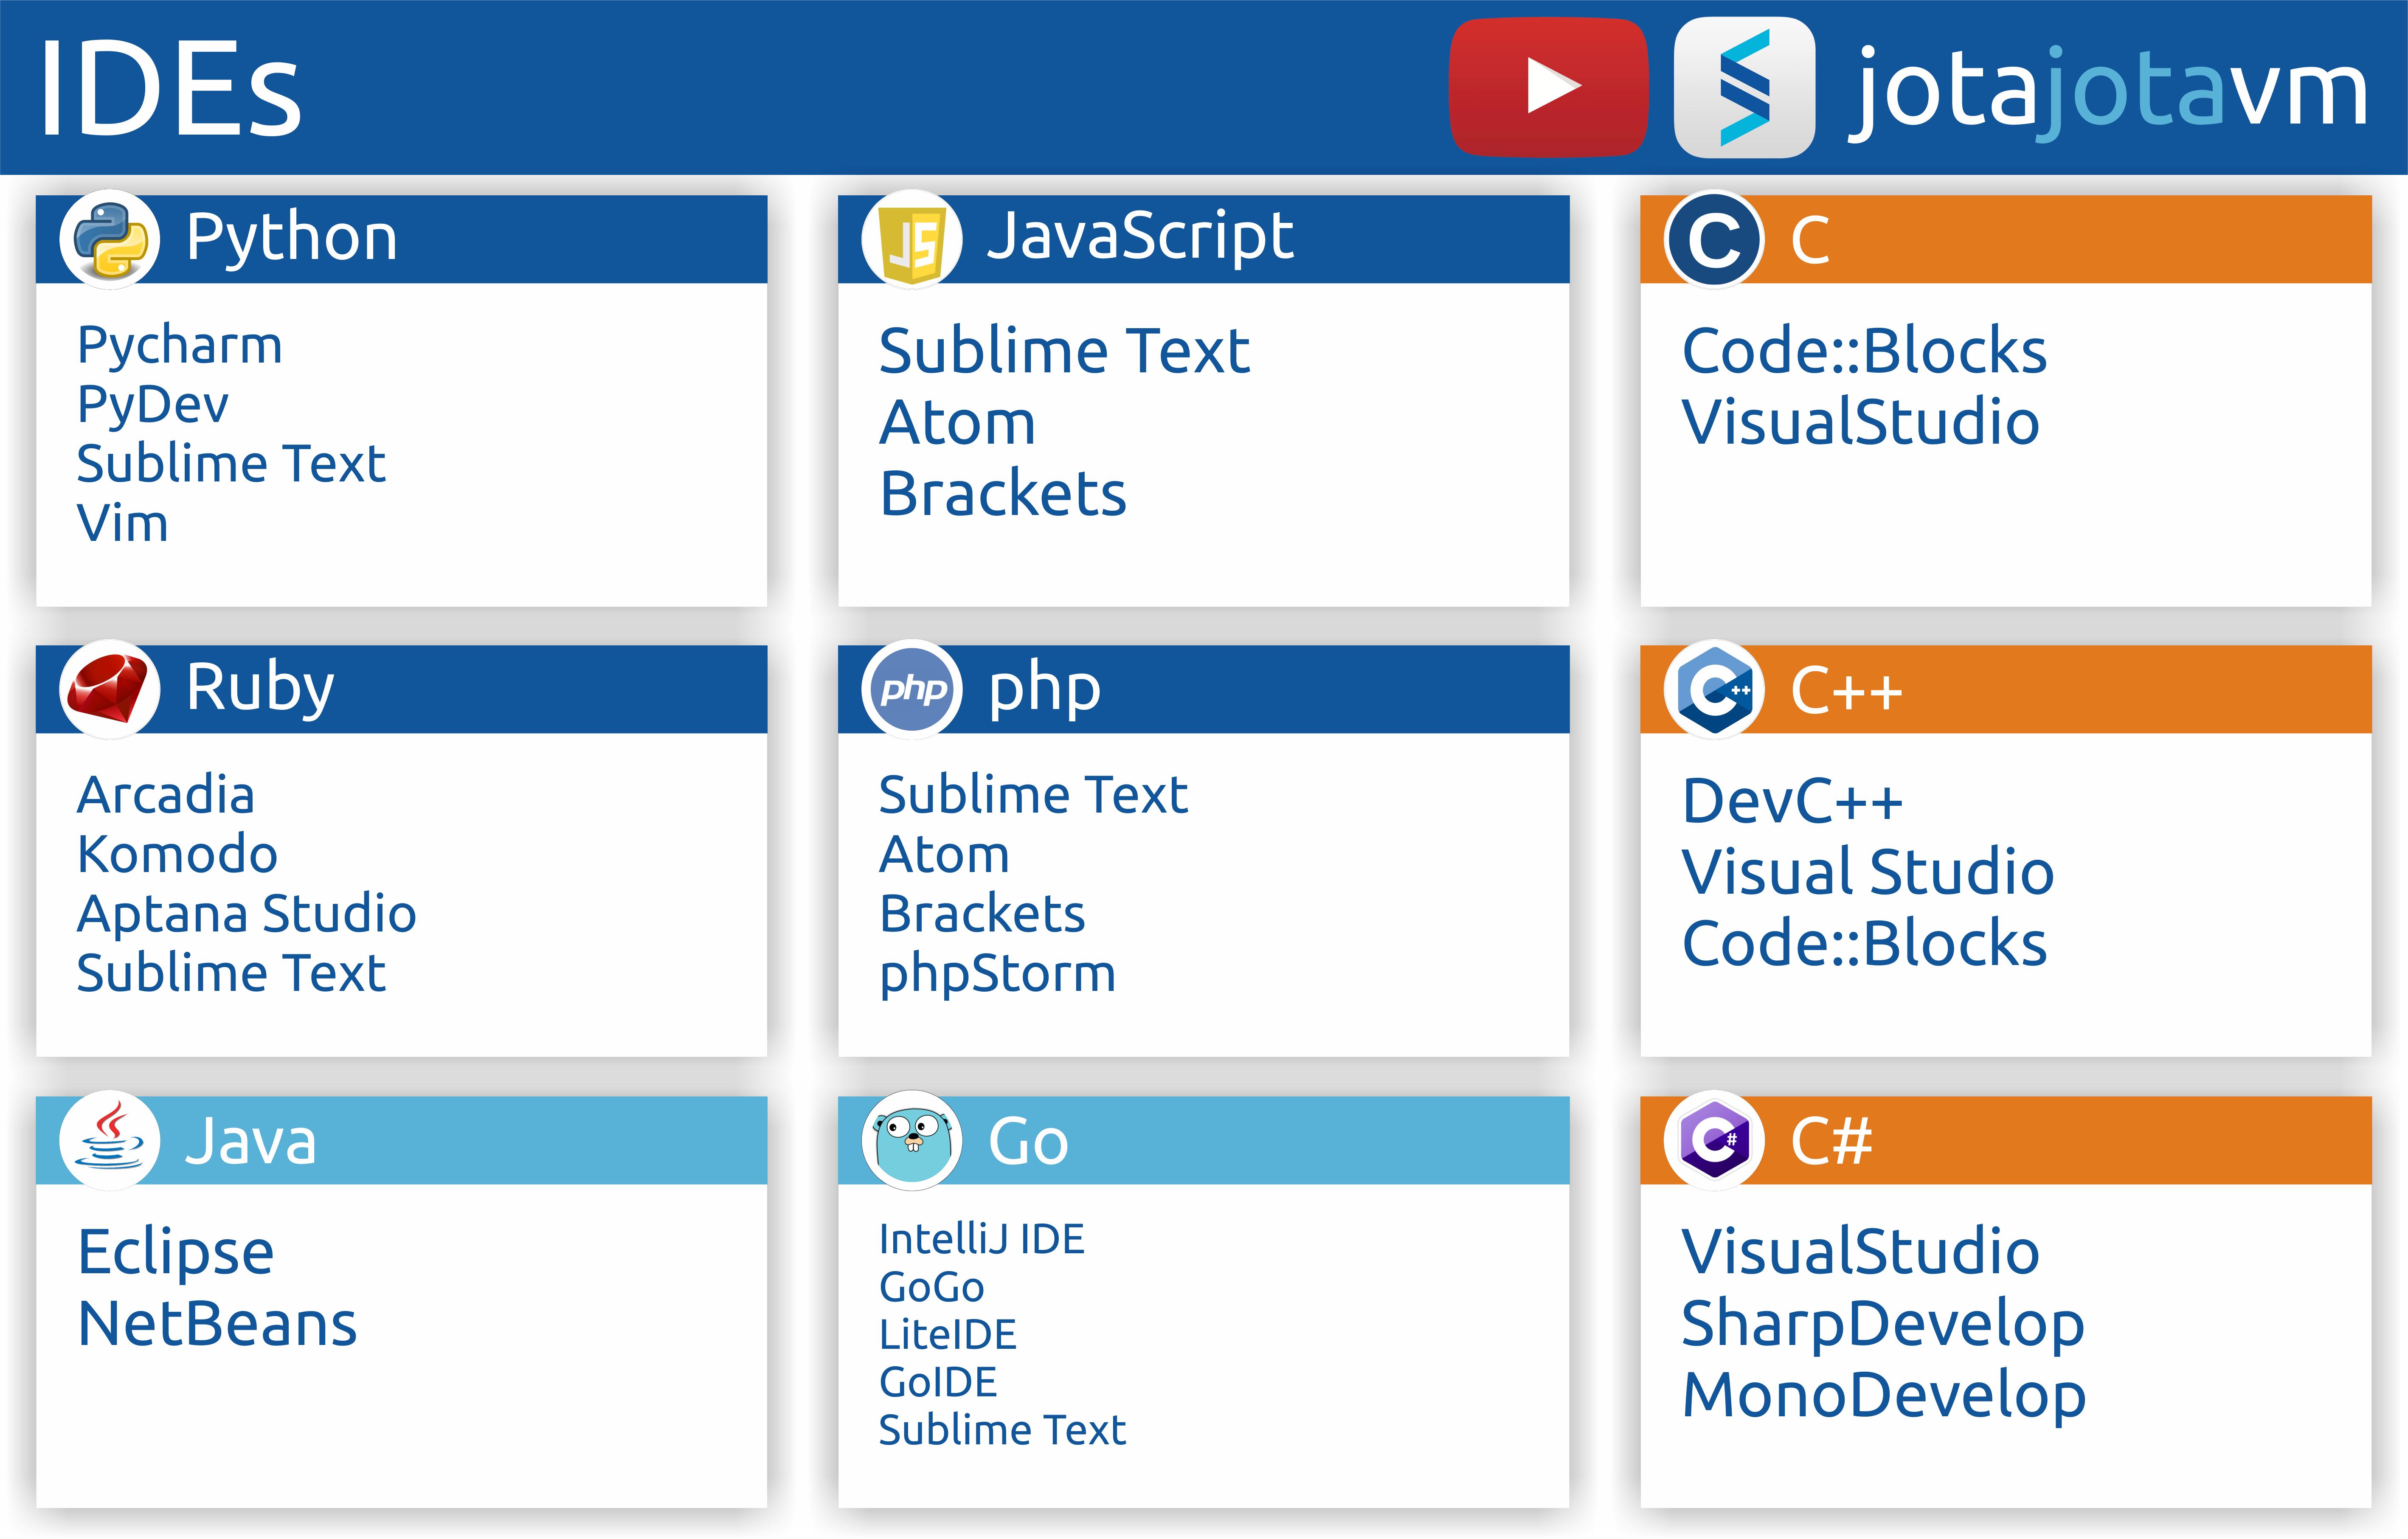 IDEs
jotajotavm
Python
Pycharm
PyDev
Sublime Text
Vim
JS
JavaScript
Sublime Text
Atom
Brackets
C
C
Code::Blocks
VisualStudio
Ruby
Arcadia
Komodo
Aptana Studio
Sublime Text
php
php
Sublime Text
Atom
Brackets
phpStorm
C++
C++
DevC++
Visual Studio
Code::Blocks
Java
Eclipse
NetBeans
Go
IntelliJ IDE
GoGo
LiteIDE
GoIDE
Sublime Text
C#
C#
VisualStudio
SharpDevelop
MonoDevelop